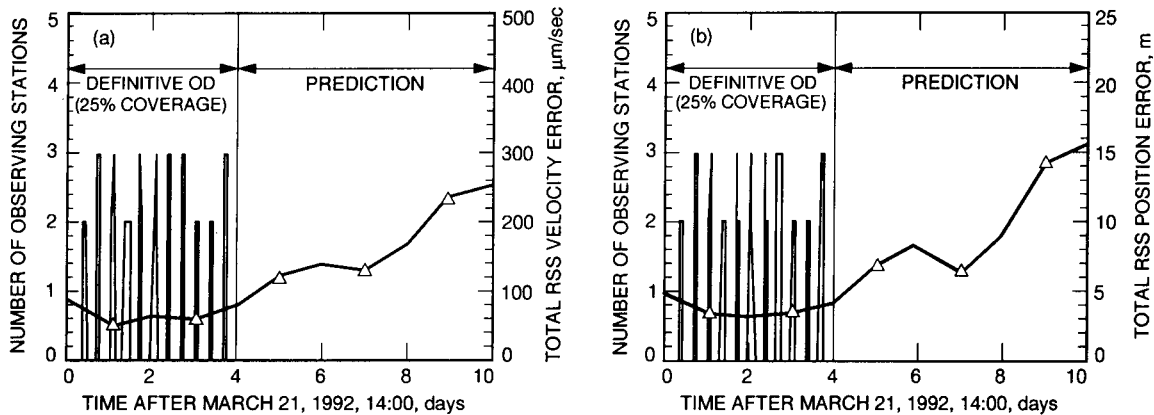 (a)
NUMBER OF OBSERVING STATIONS
5
4
3
2
1
0
DEFINITIVE OD
(25% COVERAGE)
PREDICTION
500
400
300
200
100
0
TOTAL RSS VELOCITY ERROR, µm/sec
0 2 4 6 8 10
TIME AFTER MARCH 21, 1992, 14:00, days
(b)
NUMBER OF OBSERVING STATIONS
5
4
3
2
1
0
DEFINITIVE OD
(25% COVERAGE)
PREDICTION
25
20
15
10
5
0
TOTAL RSS POSITION ERROR, m
0 2 4 6 8 10
TIME AFTER MARCH 21, 1992, 14:00, days